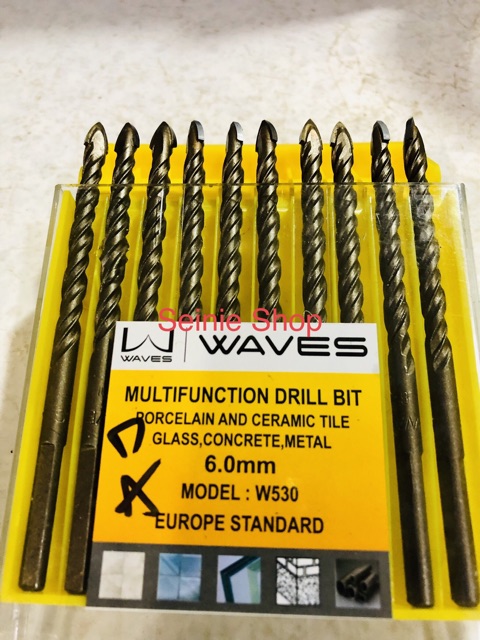 Seinie Shop
WAVES
WAVES
MULTIFUNCTION DRILL BIT
PORCELAIN AND CERAMIC TILE
GLASS,CONCRETE,METAL
6.0mm
MODEL : W530
EUROPE STANDARD